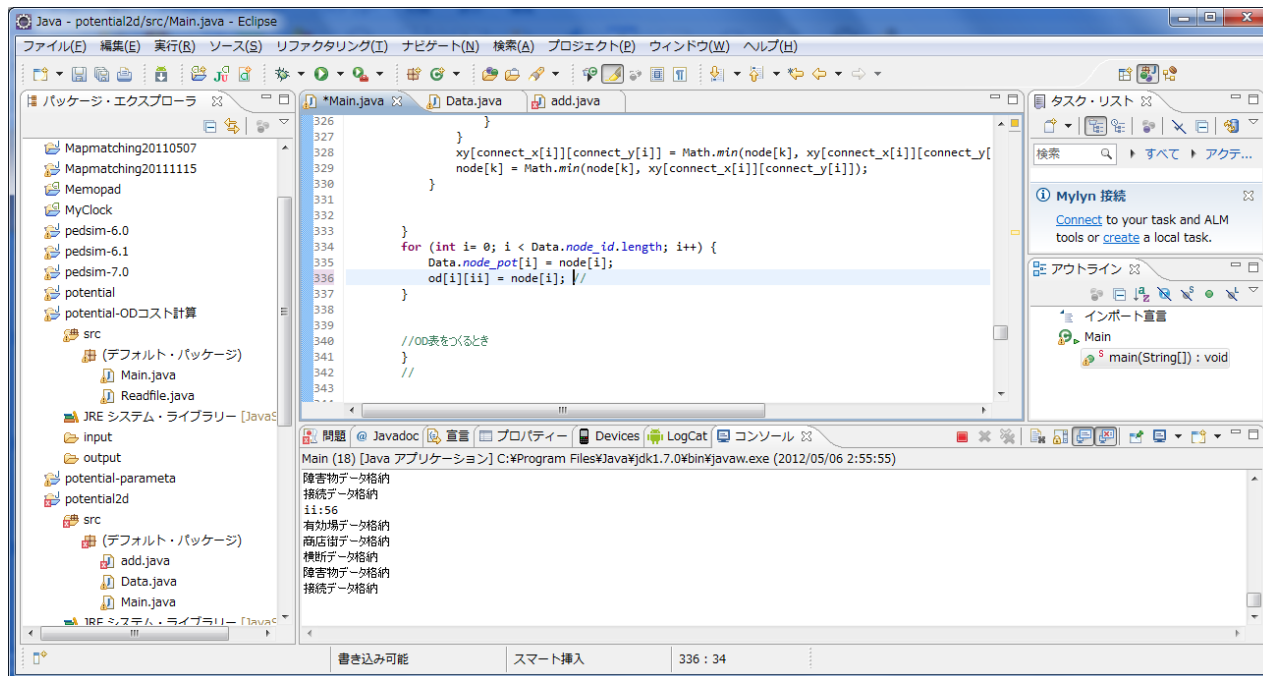 Java - potential2d/src/Main.java - Eclipse
ファイル(F) 編集(E) 実行(R) ソース(S) リファクタリング(T) ナビゲート(N) 検索(A) プロジェクト(P) ウィンドウ(W) ヘルプ(H)
パッケージ・エクスプローラ
Mapmatching20110507
Mapmatching20111115
Memopad
MyClock
pedsim-6.0
pedsim-6.1
pedsim-7.0
potential
potential-ODコスト計算
src
(デフォルト・パッケージ)
Main.java
Readfile.java
JRE システム・ライブラリー [JavaS
input
output
potential-parameta
potential2d
src
(デフォルト・パッケージ)
add.java
Data.java
Main.java
JRE システム・ライブラリー [JavaS
*Main.java Data.java add.java
326 }
327 }
328 xy[connect_x[i]][connect_y[i]] = Math.min(node[k], xy[connect_x[i]][connect_y[
329 node[k] = Math.min(node[k], xy[connect_x[i]][connect_y[i]]);
330 }
331
332
333 }
334 for (int i= 0; i < Data.node_id.length; i++) {
335 Data.node_pot[i] = node[i];
336 od[i][ii] = node[i]; //
337 }
338
339
340 //OD表をつくるとき
341 }
342 //
343
タスク・リスト
検索 すべて アクテ...
Mylyn 接続
Connect to your task and ALM
tools or create a local task.
アウトライン
インポート宣言
Main
main(String[]) : void
問題 Javadoc 宣言 プロパティー Devices LogCat コンソール
Main (18) [Java アプリケーション] C:¥Program Files¥Java¥jdk1.7.0¥bin¥javaw.exe (2012/05/06 2:55:55)
障害物データ格納
接続データ格納
ii:56
有効場データ格納
商店街データ格納
横断データ格納
障害物データ格納
接続データ格納
書き込み可能 スマート挿入 336 : 34